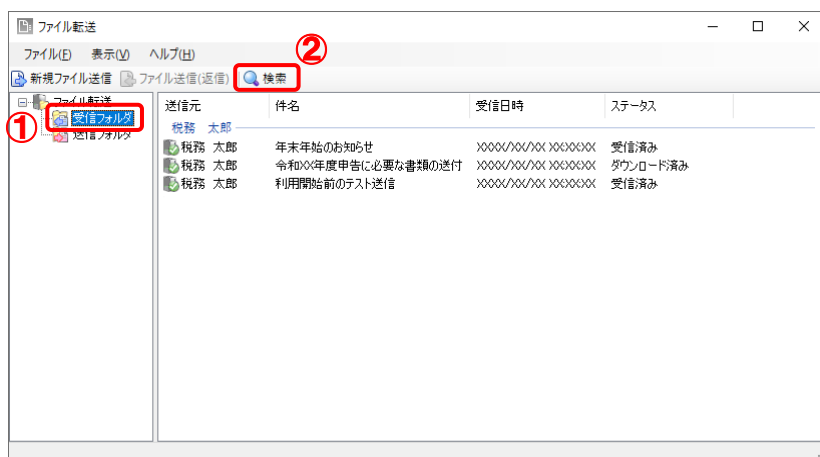 ファイル転送
ファイル(F) 表示(V) ヘルプ(H)
②
新規ファイル送信 ファイル送信(返信) 検索
ファイル転送
① 受信フォルダ
送信フォルダ
送信元 件名 受信日時 ステータス
税務 太郎
税務 太郎 年末年始のお知らせ XXXX/XX/XX XX:XX:XX 受信済み
税務 太郎 令和XX年度申告に必要な書類の送付 XXXX/XX/XX XX:XX:XX ダウンロード済み
税務 太郎 利用開始前のテスト送信 XXXX/XX/XX XX:XX:XX 受信済み